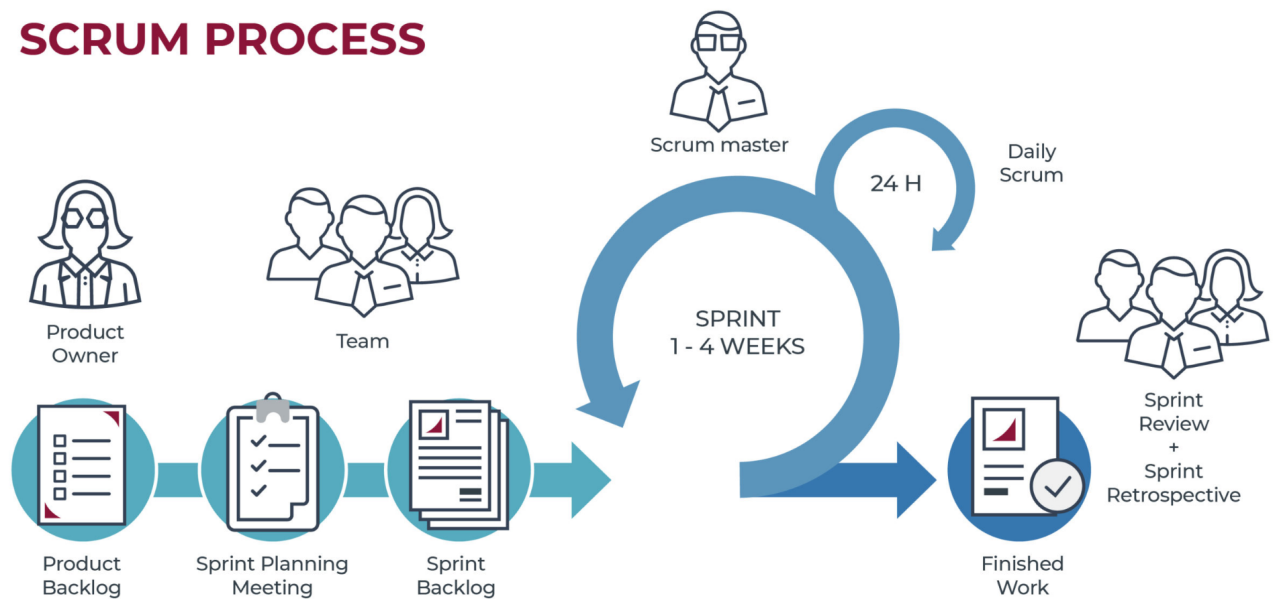 SCRUM PROCESS
Scrum master
24 H
Daily
Scrum
Product
Owner
Team
SPRINT
1 - 4 WEEKS
Sprint
Review
+
Sprint
Retrospective
Product
Backlog
Sprint Planning
Meeting
Sprint
Backlog
Finished
Work